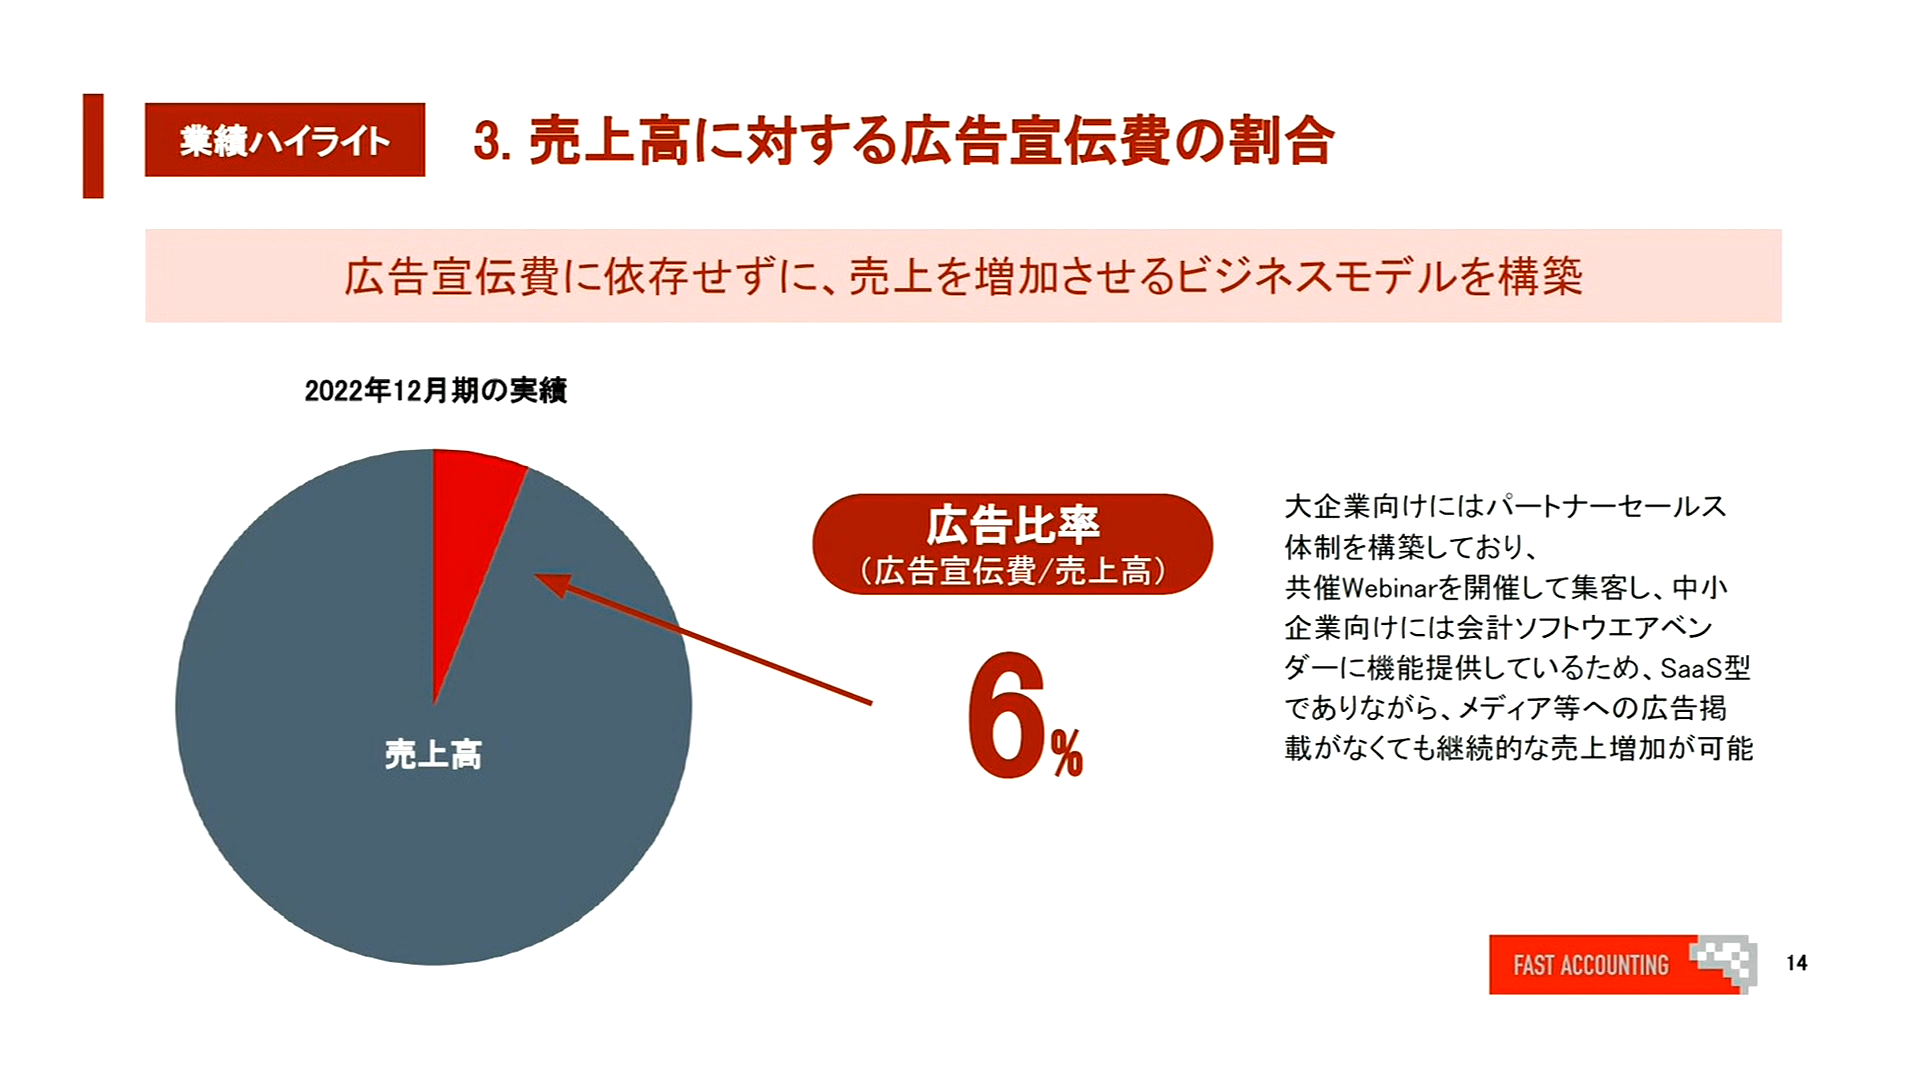 業績ハイライト
3. 売上高に対する広告宣伝費の割合
広告宣伝費に依存せずに、売上を増加させるビジネスモデルを構築
2022年12月期の実績
売上高
広告比率
（広告宣伝費/売上高）
6%
大企業向けにはパートナーセールス
体制を構築しており、
共催Webinarを開催して集客し、中小
企業向けには会計ソフトウエアベン
ダーに機能提供しているため、SaaS型
でありながら、メディア等への広告掲
載がなくても継続的な売上増加が可能
FAST ACCOUNTING
14